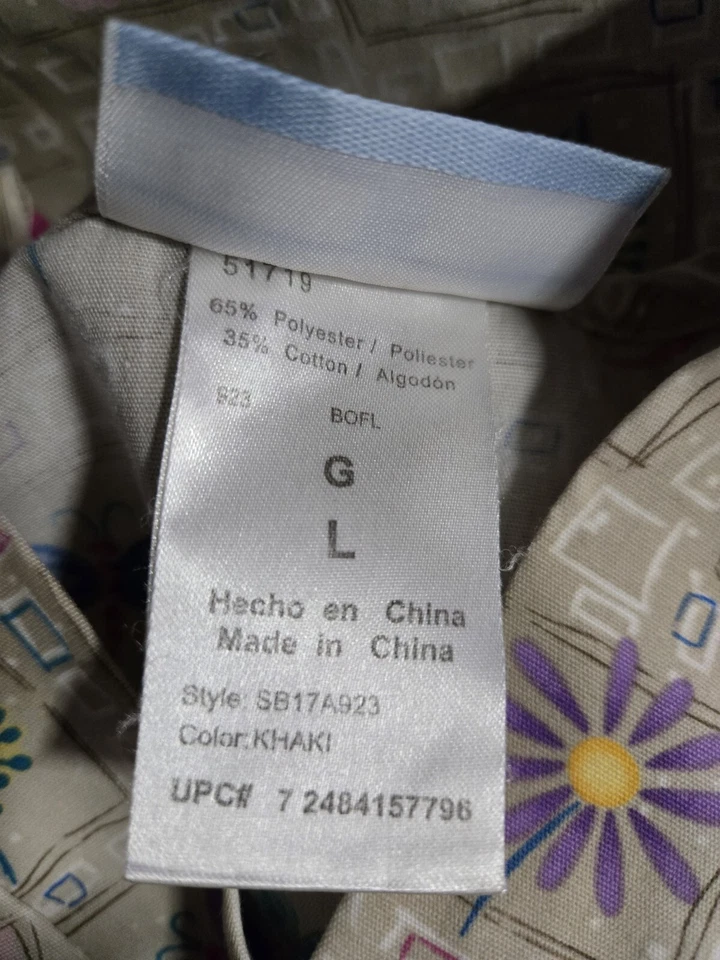 51719
65% Polyester / Poliester
35% Cotton / Algodón
923 BOFL
G
L
Hecho en China
Made in China
Style: SB17A923
Color: KHAKI
UPC# 7 2484157796